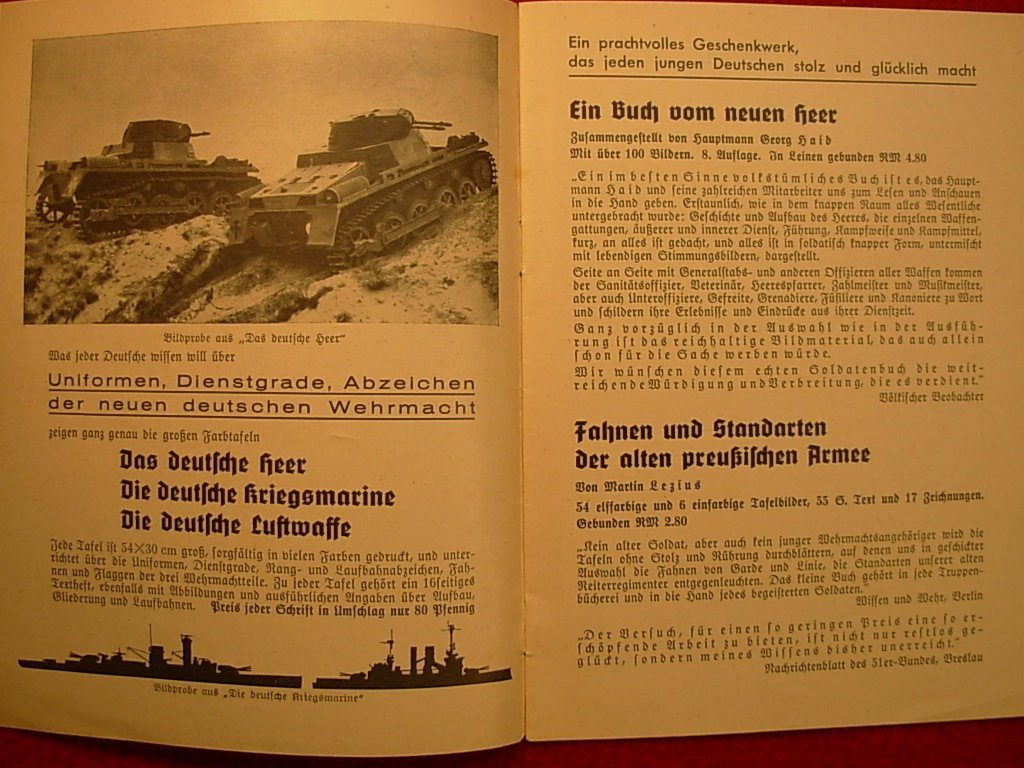 Bildprobe aus „Das deutsche Heer“
Was jeder Deutsche wissen will über
Uniformen, Dienstgrade, Abzeichen
der neuen deutschen Wehrmacht
zeigen ganz genau die großen Farbtafeln
Das deutsche Heer
Die deutsche Kriegsmarine
Die deutsche Luftwaffe
Jede Tafel ist 54×30 cm groß, sorgfältig in vielen Farben gedruckt, und unter-
richtet über die Uniformen, Dienstgrade, Rang- und Laufbahnabzeichen, Fah-
nen und Flaggen der drei Wehrmachtteile. Zu jeder Tafel gehört ein 16seitiges
Textheft, ebenfalls mit Abbildungen und ausführlichen Angaben über Aufbau,
Gliederung und Laufbahnen. Preis jeder Schrift in Umschlag nur 80 Pfennig
Bildprobe aus „Die deutsche Kriegsmarine“
Ein prachtvolles Geschenkwerk,
das jeden jungen Deutschen stolz und glücklich macht
Ein Buch vom neuen Heer
Zusammengestellt von Hauptmann Georg Haid
Mit über 100 Bildern. 8. Auflage. In Leinen gebunden RM 4.80
„Ein im besten Sinne volkstümliches Buch ist es, das Haupt-
mann Haid und seine zahlreichen Mitarbeiter uns zum Lesen und Anschauen
in die Hand geben. Erstaunlich, wie in dem knappen Raum alles Wesentliche
untergebracht wurde: Geschichte und Aufbau des Heeres, die einzelnen Waffen-
gattungen, äußerer und innerer Dienst, Führung, Kampfweise und Kampfmittel,
kurz, an alles ist gedacht, und alles ist in soldatisch knapper Form, untermischt
mit lebendigen Stimmungsbildern, dargestellt.
Seite an Seite mit Generalstabs- und anderen Offizieren aller Waffen kommen
der Sanitätsoffizier, Veterinär, Heerespfarrer, Zahlmeister und Musikmeister,
aber auch Unteroffiziere, Gefreite, Grenadiere, Füsiliere und Kanoniere zu Wort
und schildern ihre Erlebnisse und Eindrücke aus ihrer Dienstzeit.
Ganz vorzüglich in der Auswahl wie in der Ausfüh-
rung ist das reichhaltige Bildmaterial, das auch allein
schon für die Sache werben würde.
Wir wünschen diesem echten Soldatenbuch die weit-
reichende Würdigung und Verbreitung, die es verdient.“
Völkischer Beobachter
Fahnen und Standarten
der alten preußischen Armee
Von Martin Lezius
54 elffarbige und 6 einfarbige Tafelbilder, 55 S. Text und 17 Zeichnungen.
Gebunden RM 2.80
„Kein alter Soldat, aber auch kein junger Wehrmachtsangehöriger wird die
Tafeln ohne Stolz und Rührung durchblättern, auf denen uns in geschickter
Auswahl die Fahnen von Garde und Linie, die Standarten unserer alten
Reiterregimenter entgegenleuchten. Das kleine Buch gehört in jede Truppen-
bücherei und in die Hand jedes begeisterten Soldaten.“
Wissen und Wehr, Berlin
„Der Versuch, für einen so geringen Preis eine so er-
schöpfende Arbeit zu bieten, ist nicht nur restlos ge-
glückt, sondern meines Wissens bisher unerreicht.“
Nachrichtenblatt des 51er-Bundes, Breslau